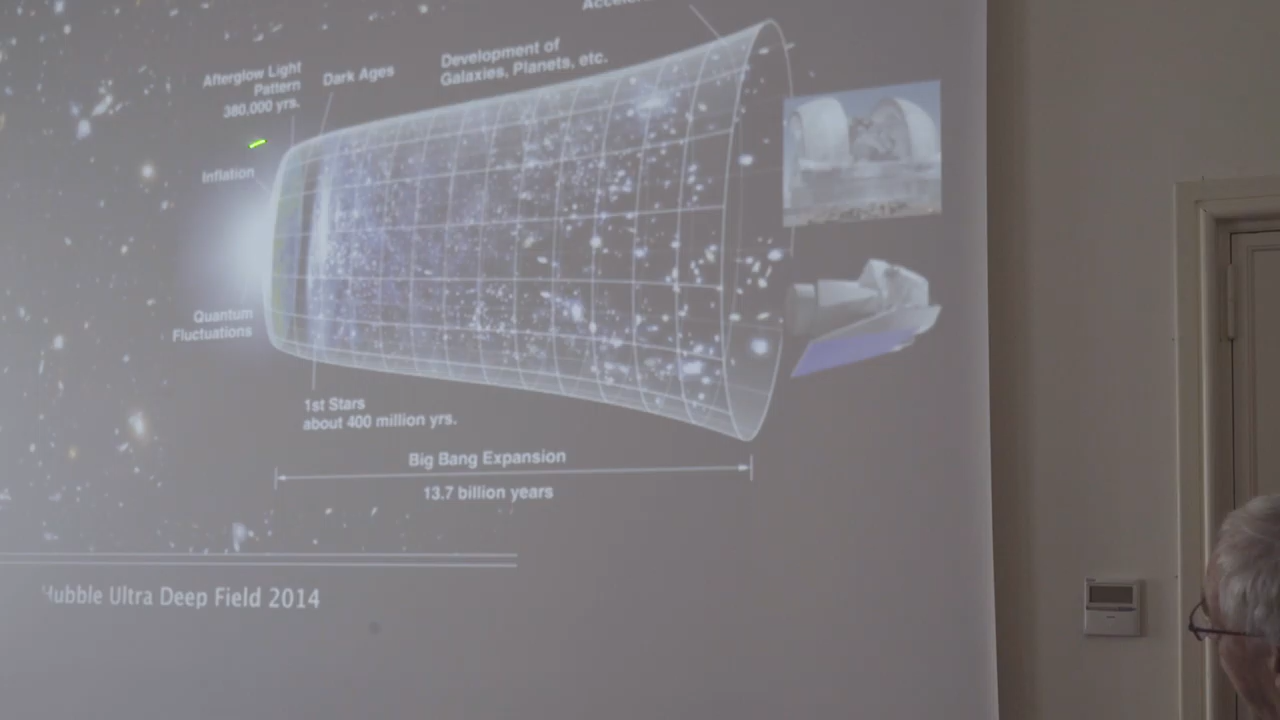 Afterglow Light
Pattern
380,000 yrs.
Dark Ages
Development of
Galaxies, Planets, etc.
Inflation
Quantum
Fluctuations
1st Stars
about 400 million yrs.
Big Bang Expansion
13.7 billion years
Hubble Ultra Deep Field 2014